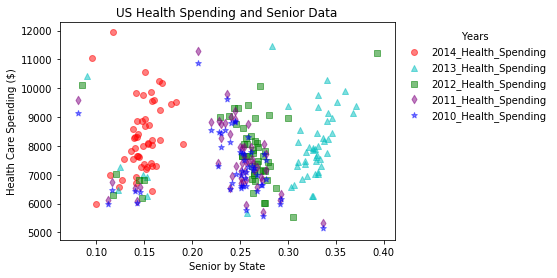 US Health Spending and Senior Data
Health Care Spending ($)
12000
11000
10000
9000
8000
7000
6000
5000
0.10
0.15
0.20
0.25
0.30
0.35
0.40
Senior by State
Years
2014_Health_Spending
2013_Health_Spending
2012_Health_Spending
2011_Health_Spending
2010_Health_Spending